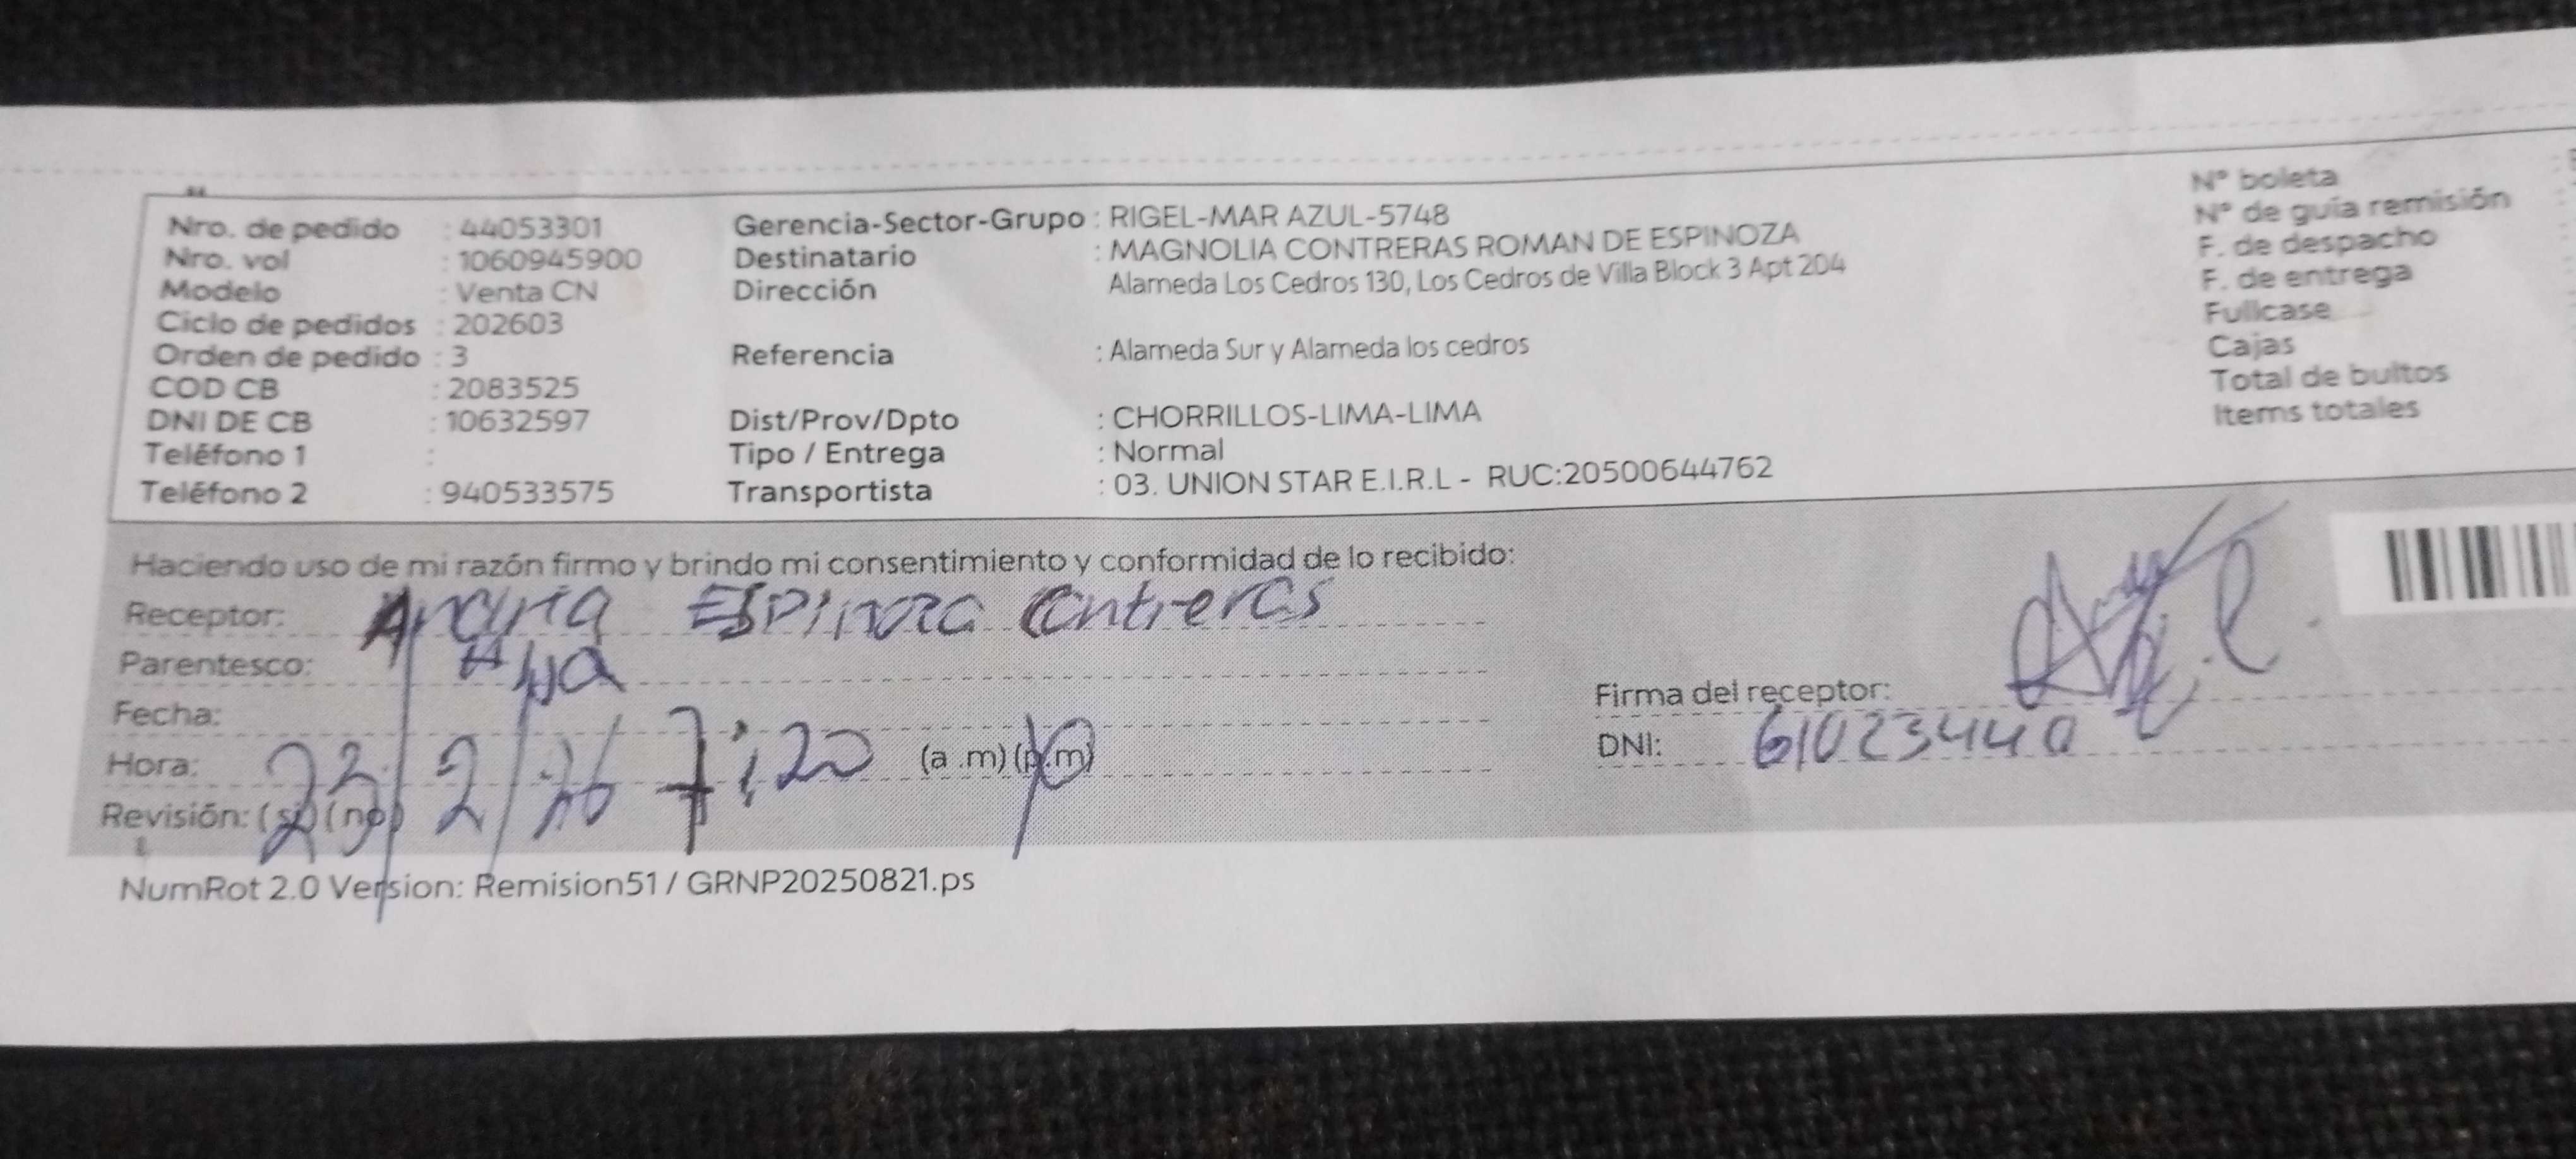 Nro. de pedido : 44053301
Nro. vol : 1060945900
Modelo : Venta CN
Ciclo de pedidos : 202603
Orden de pedido : 3
COD CB : 2083525
DNI DE CB : 10632597
Teléfono 1 :
Teléfono 2 : 940533575
Gerencia-Sector-Grupo : RIGEL-MAR AZUL-5748
Destinatario : MAGNOLIA CONTRERAS ROMAN DE ESPINOZA
Dirección Alameda Los Cedros 130, Los Cedros de Villa Block 3 Apt 204
Referencia : Alameda Sur y Alameda los cedros
Dist/Prov/Dpto : CHORRILLOS-LIMA-LIMA
Tipo / Entrega : Normal
Transportista : 03. UNION STAR E.I.R.L - RUC:20500644762
N° boleta
N° de guía remisión
F. de despacho
F. de entrega
Fullcase
Cajas
Total de bultos
Items totales
Haciendo uso de mi razón firmo y brindo mi consentimiento y conformidad de lo recibido:
Receptor: ESPINOZA Contreras
Parentesco: Hija
Fecha:
Hora: 23/2/26 7:20 (a .m) (p.m)
Revisión: (si) (no)
Firma del receptor:
DNI: 61023440
NumRot 2.0 Version: Remision51 / GRNP20250821.ps